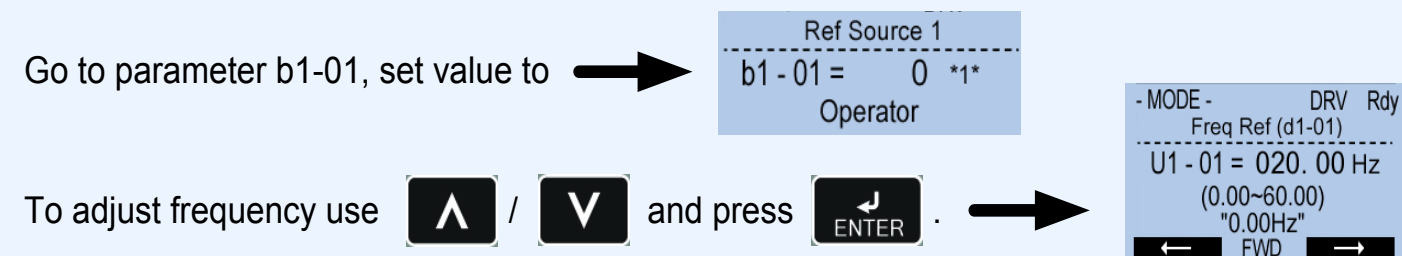 Ref Source 1
Go to parameter b1-01, set value to
b1 - 01 = 0 *1*
Operator
- MODE - DRV Rdy
Freq Ref (d1-01)
U1 - 01 = 020. 00 Hz
(0.00~60.00)
"0.00Hz"
FWD
To adjust frequency use / and press ENTER .